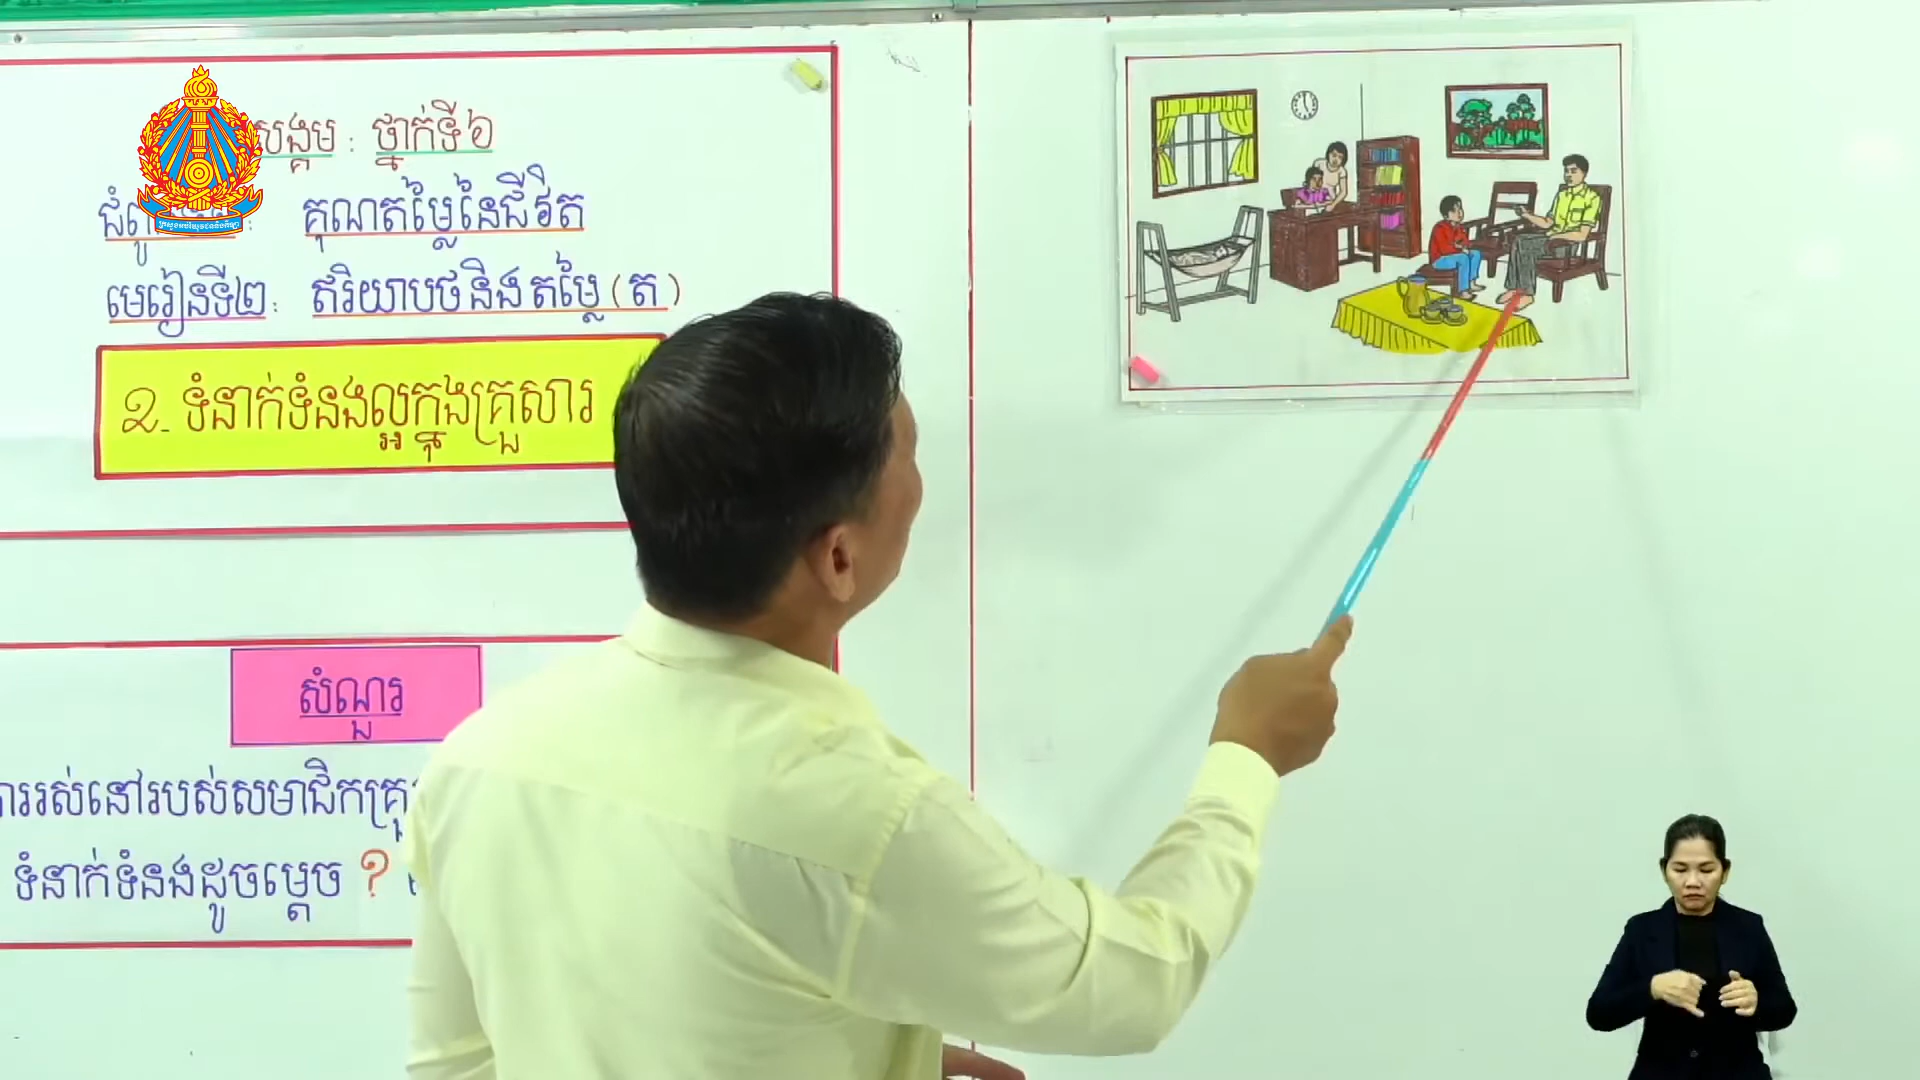 សង្គម : ថ្នាក់ទី៦
គុណតម្លៃនៃជីវិត
មេរៀនទី២: ឥរិយាបថ និង តម្លៃ (ត)
២. ទំនាក់ទំនងល្អក្នុងគ្រួសារ
សំណួរ
ររស់នៅរបស់សមាជិកគ្រួ
ទំនាក់ទំនងដូចម្តេច ?